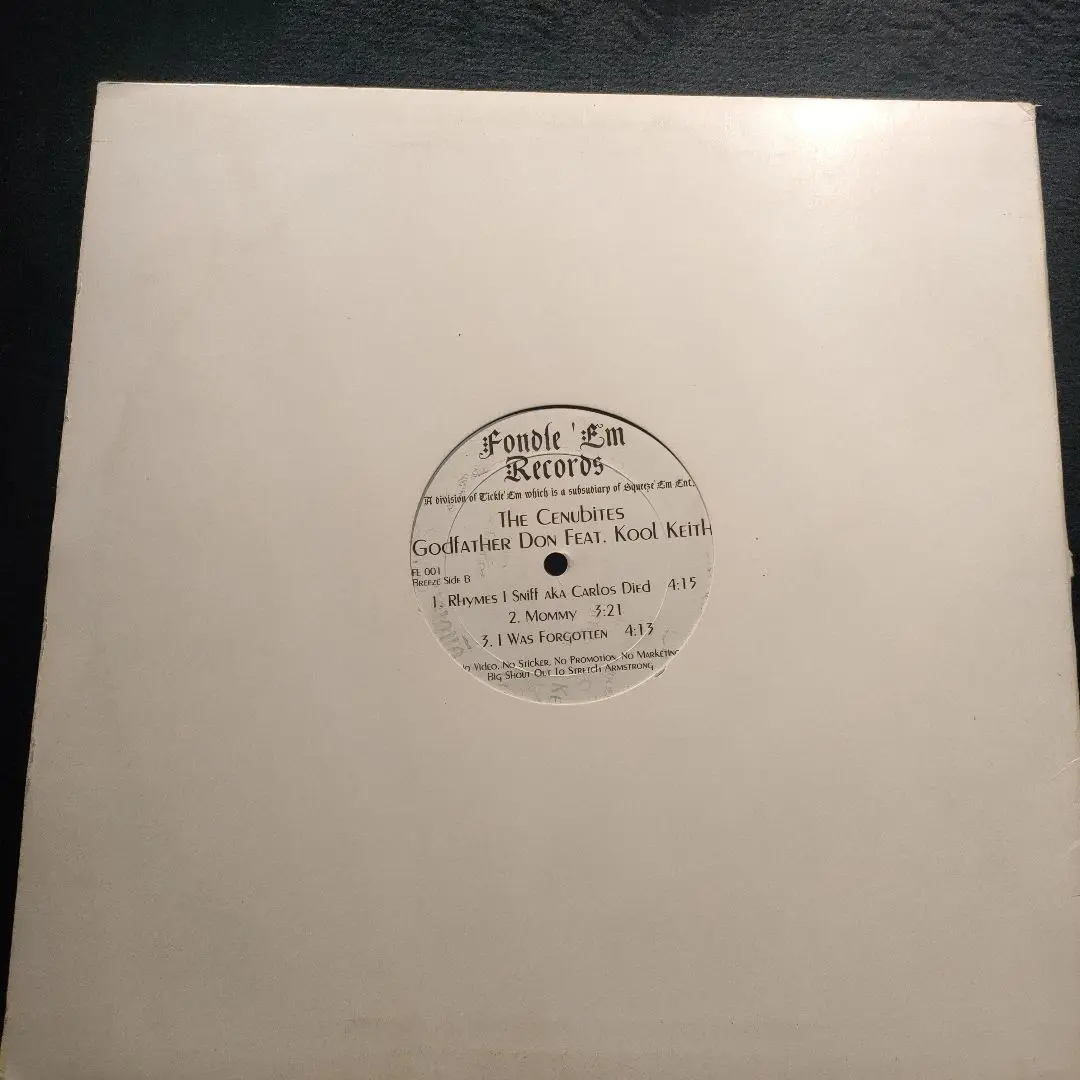 Fondle 'Em
Records
A division of Tickle 'Em which is a subsudiary of Squeeze 'Em Ent.
The Cenubites
Godfather Don Feat. Kool Keith
FE 001
Breeze Side B
1. Rhymes I Sniff aka Carlos Died 4:15
2. Mommy 3:21
3. I Was Forgotten 4:13
Video, No Sticker, No Promotion, No Marketing
Big Shout Out To Stretch Armstrong